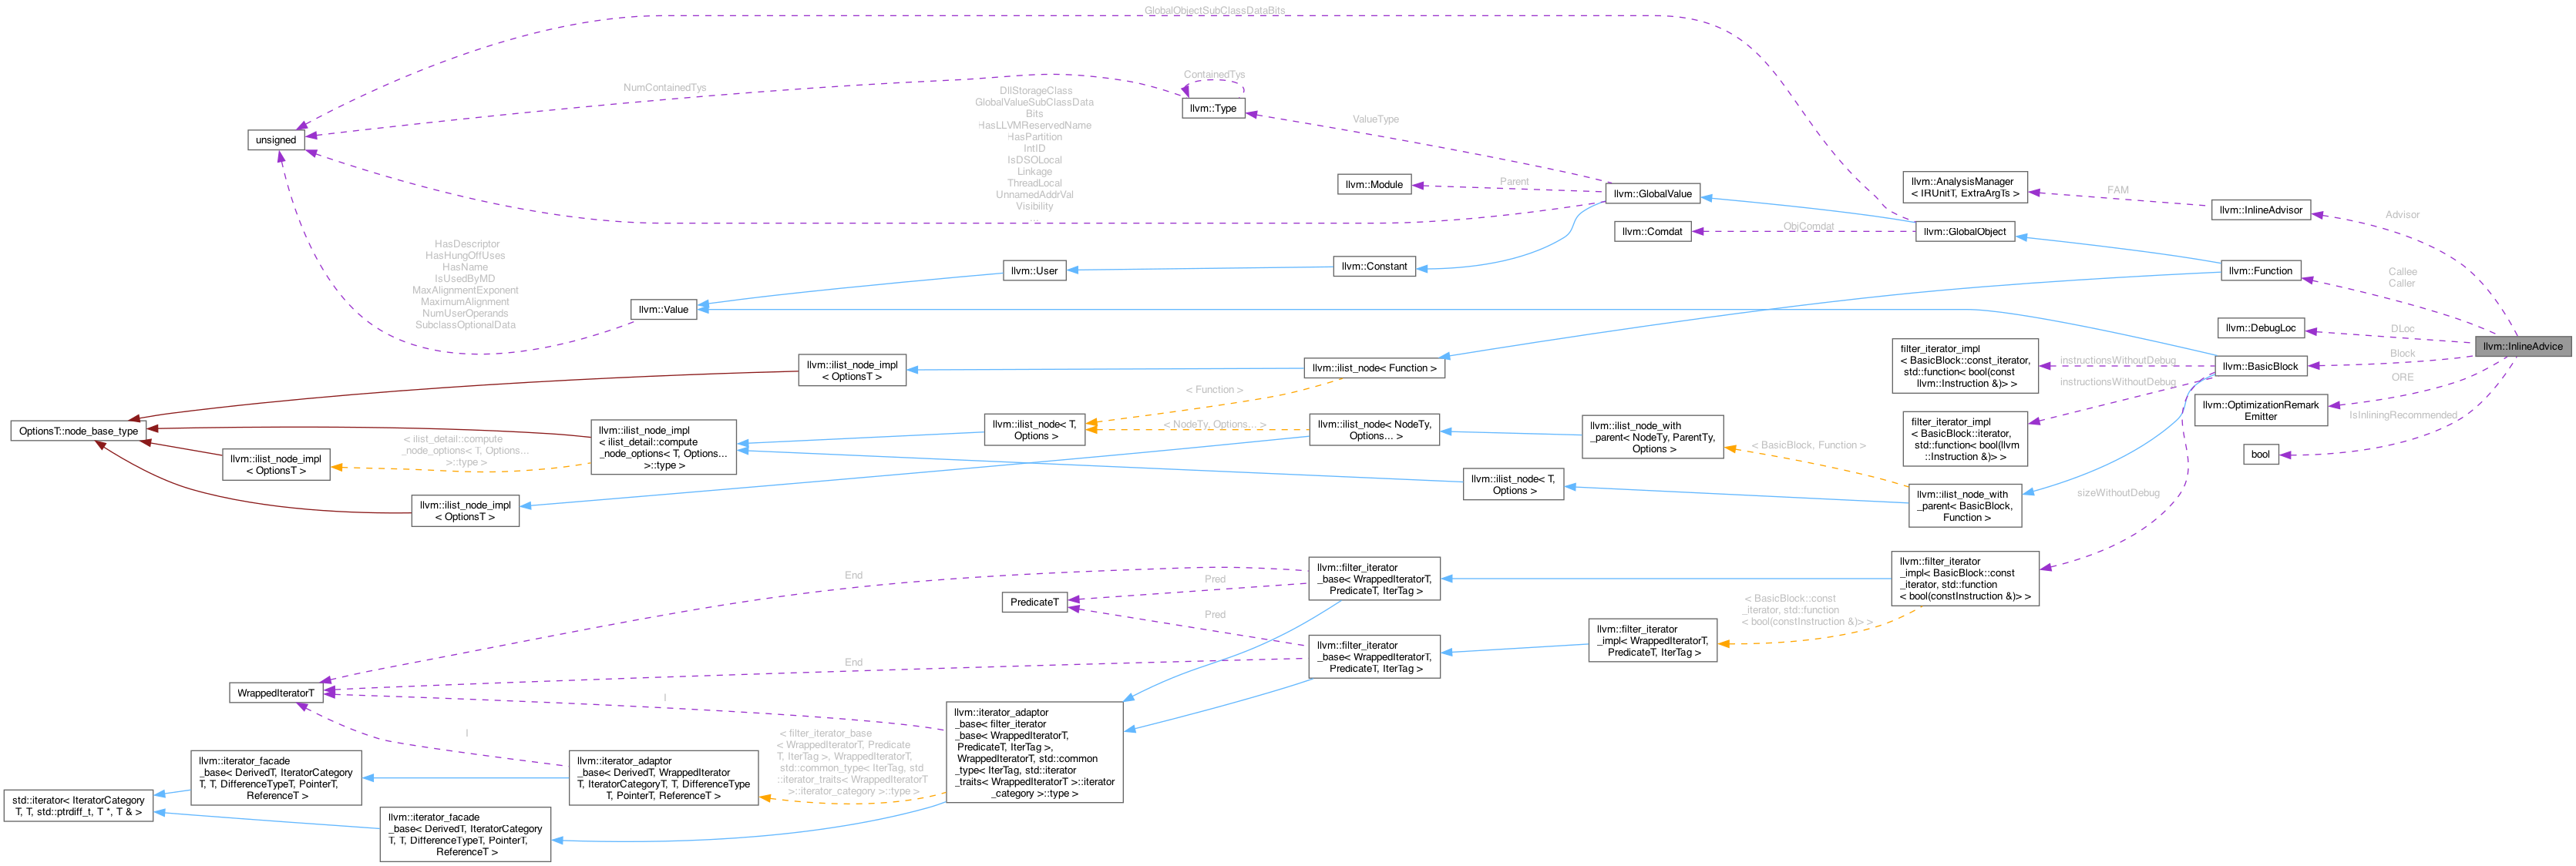 GlobalObjectSubClassDataBits
NumContainedTys
ContainedTys
llvm::Type
DllStorageClass
GlobalValueSubClassData
Bits
HasLLVMReservedName
HasPartition
IntID
IsDSOLocal
Linkage
ThreadLocal
UnnamedAddrVal
Visibility
...
unsigned
ValueType
llvm::Module
Parent
llvm::GlobalValue
llvm::AnalysisManager
< IRUnitT, ExtraArgTs >
FAM
llvm::InlineAdvisor
Advisor
llvm::Comdat
ObjComdat
llvm::GlobalObject
HasDescriptor
HasHungOffUses
HasName
IsUsedByMD
MaxAlignmentExponent
MaximumAlignment
NumUserOperands
SubclassOptionalData
llvm::Value
llvm::User
llvm::Constant
llvm::Function
Callee
Caller
llvm::DebugLoc
DLoc
llvm::InlineAdvice
filter_iterator_impl
< BasicBlock::const_iterator,
std::function< bool(const
llvm::Instruction &)> >
instructionsWithoutDebug
llvm::BasicBlock
Block
instructionsWithoutDebug
ORE
llvm::OptimizationRemark
Emitter
IsInliningRecommended
bool
filter_iterator_impl
< BasicBlock::iterator,
std::function< bool(llvm
::Instruction &)> >
llvm::ilist_node_impl
< OptionsT >
llvm::ilist_node< Function >
< Function >
OptionsT::node_base_type
< ilist_detail::compute
_node_options< T, Options...
>::type >
llvm::ilist_node_impl
< OptionsT >
llvm::ilist_node_impl
< ilist_detail::compute
_node_options< T, Options...
>::type >
llvm::ilist_node< T,
Options >
< NodeTy, Options... >
llvm::ilist_node< NodeTy,
Options... >
llvm::ilist_node_with
_parent< NodeTy, ParentTy,
Options >
< BasicBlock, Function >
llvm::ilist_node< T,
Options >
llvm::ilist_node_with
_parent< BasicBlock,
Function >
sizeWithoutDebug
llvm::ilist_node_impl
< OptionsT >
End
Pred
PredicateT
Pred
End
llvm::filter_iterator
_base< WrappedIteratorT,
PredicateT, IterTag >
llvm::filter_iterator
_base< WrappedIteratorT,
PredicateT, IterTag >
llvm::filter_iterator
_impl< WrappedIteratorT,
PredicateT, IterTag >
< BasicBlock::const
_iterator, std::function
< bool(constInstruction &)> >
llvm::filter_iterator
_impl< BasicBlock::const
_iterator, std::function
< bool(constInstruction &)> >
WrappedIteratorT
I
I
llvm::iterator_adaptor
_base< filter_iterator
_base< WrappedIteratorT,
PredicateT, IterTag >,
WrappedIteratorT, std::common
_type< IterTag, std::iterator
_traits< WrappedIteratorT >::iterator
_category >::type >
< filter_iterator_base
< WrappedIteratorT, Predicate
T, IterTag >, WrappedIteratorT,
std::common_type< IterTag, std
::iterator_traits< WrappedIteratorT
>::iterator_category >::type >
llvm::iterator_adaptor
_base< DerivedT, WrappedIterator
T, IteratorCategoryT, T, DifferenceType
T, PointerT, ReferenceT >
llvm::iterator_facade
_base< DerivedT, IteratorCategory
T, T, DifferenceTypeT, PointerT,
ReferenceT >
std::iterator< IteratorCategory
T, T, std::ptrdiff_t, T *, T & >
llvm::iterator_facade
_base< DerivedT, IteratorCategory
T, T, DifferenceTypeT, PointerT,
ReferenceT >